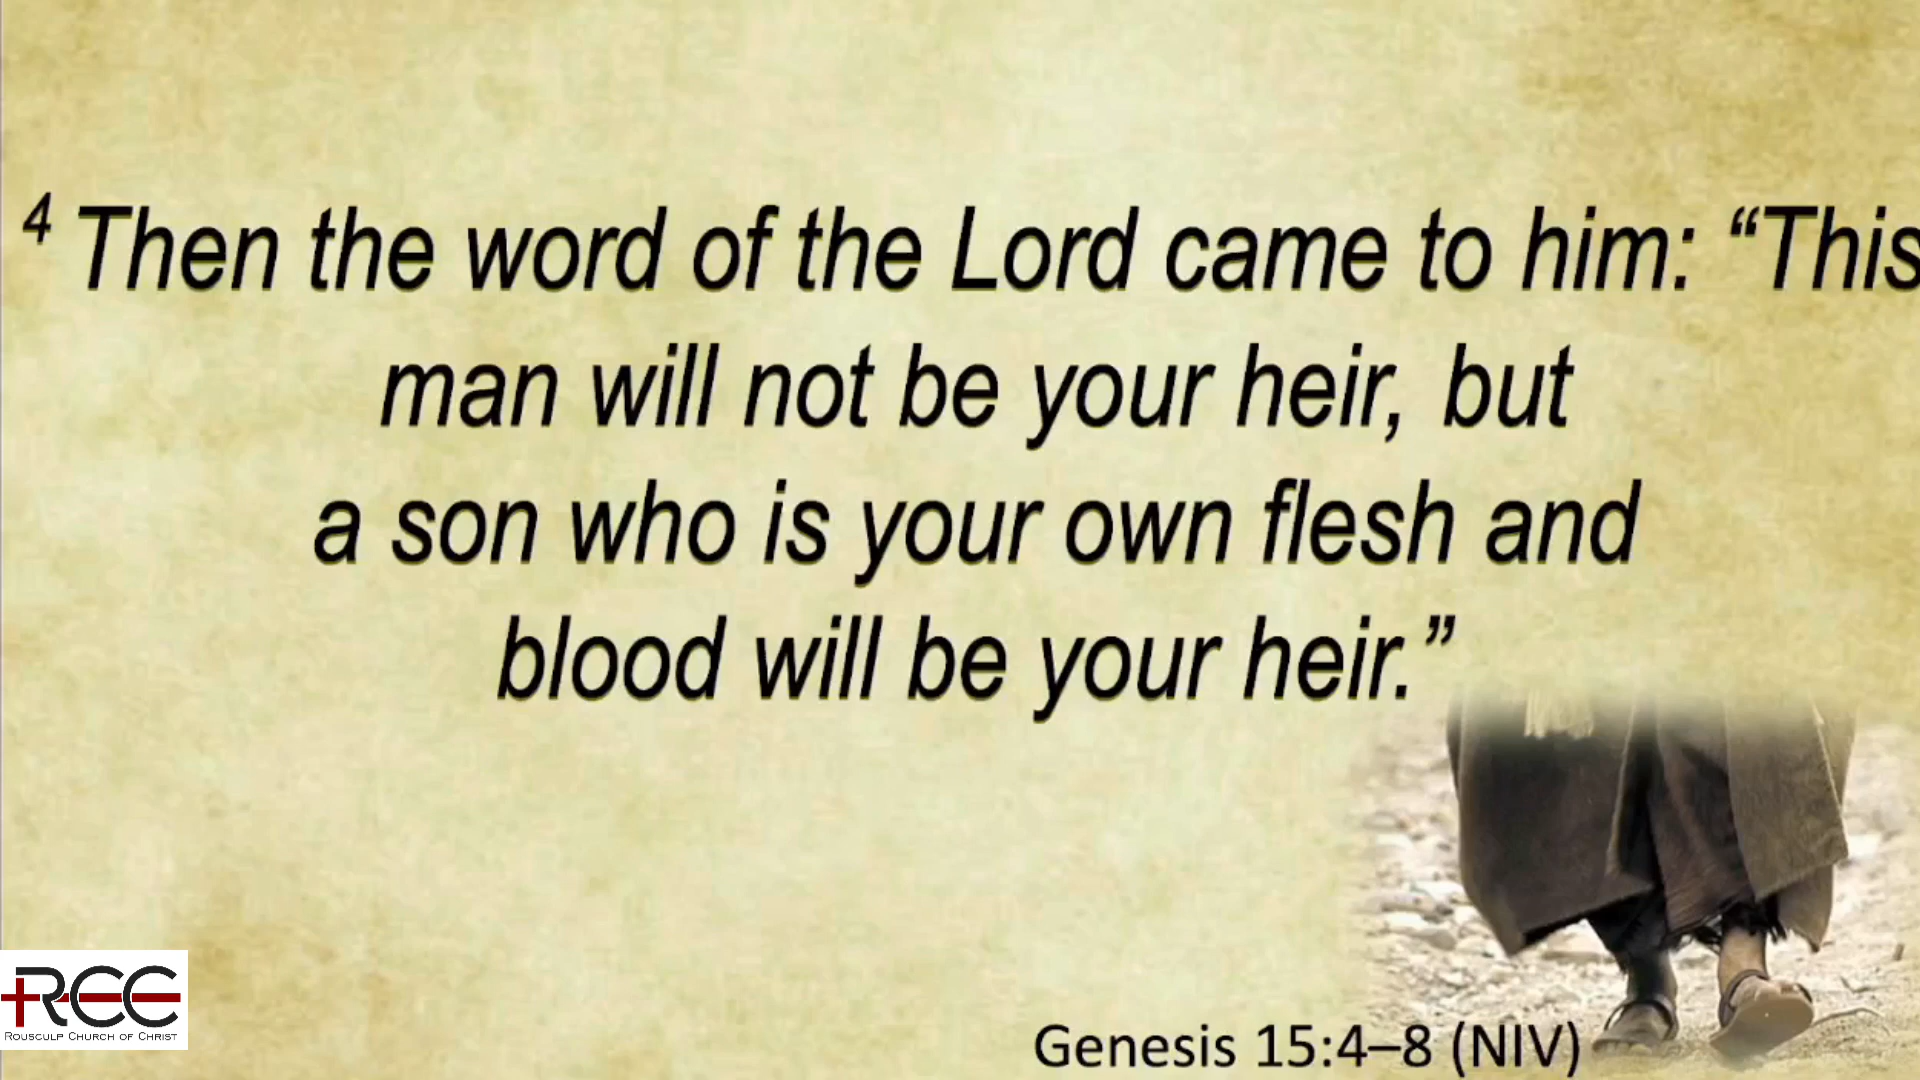 4 Then the word of the Lord came to him: “This
man will not be your heir, but
a son who is your own flesh and
blood will be your heir.”
RCC
ROUSCULP CHURCH OF CHRIST
Genesis 15:4–8 (NIV)